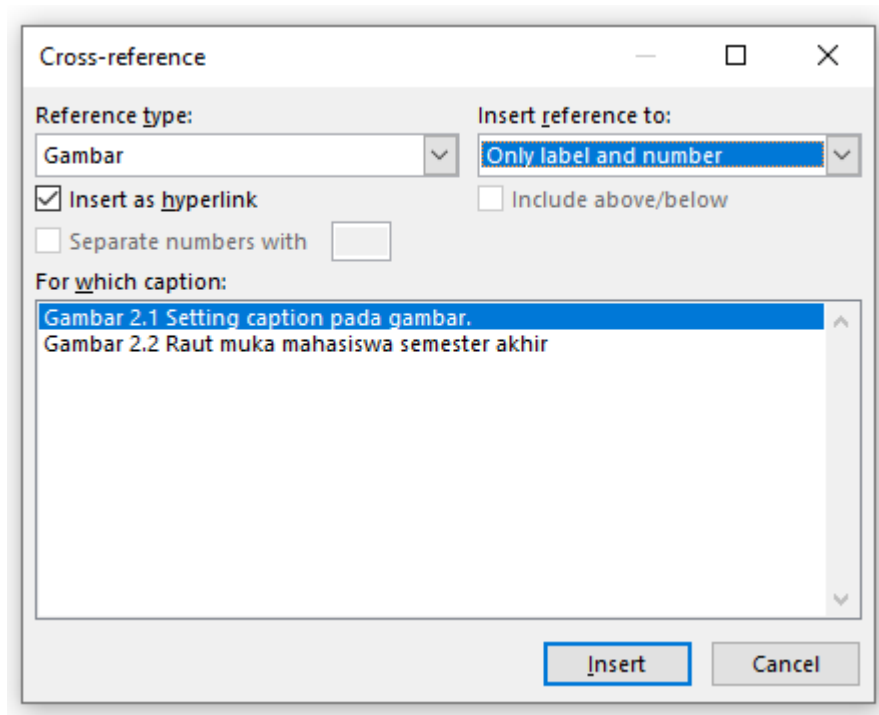 Cross-reference
Reference type:
Insert reference to:
Gambar
Only label and number
Insert as hyperlink
Include above/below
Separate numbers with
For which caption:
Gambar 2.1 Setting caption pada gambar.
Gambar 2.2 Raut muka mahasiswa semester akhir
Insert
Cancel